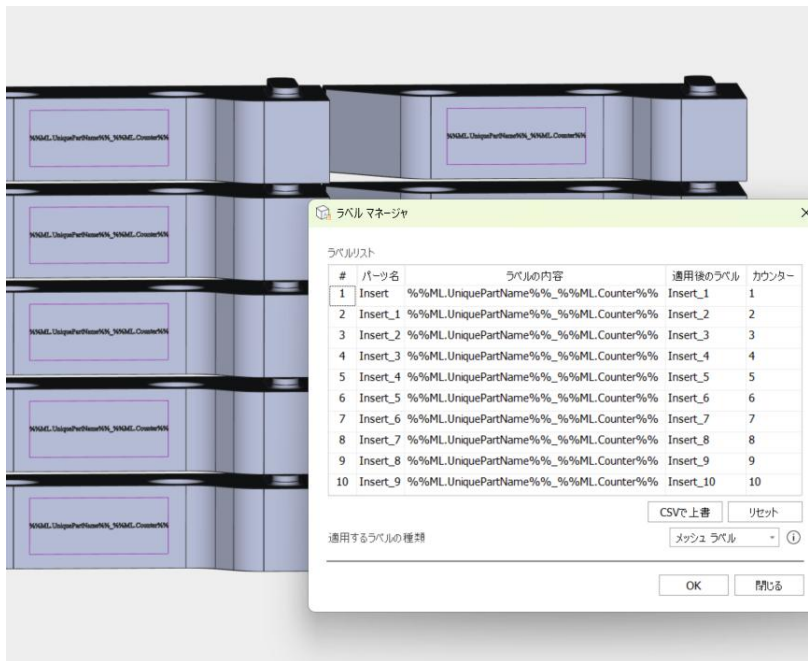 %%ML.UniquePartName%%_%%ML.Counter%%
%%ML.UniquePartName%%_%%ML.Counter%%
%%ML.UniquePartName%%_%%ML.Counter%%
%%ML.UniquePartName%%_%%ML.Counter%%
%%ML.UniquePartName%%_%%ML.Counter%%
%%ML.UniquePartName%%_%%ML.Counter%%
ラベル マネージャ
ラベルリスト
# パーツ名 ラベルの内容 適用後のラベル カウンター
1 Insert %%ML.UniquePartName%%_%%ML.Counter%% Insert_1 1
2 Insert_1 %%ML.UniquePartName%%_%%ML.Counter%% Insert_2 2
3 Insert_2 %%ML.UniquePartName%%_%%ML.Counter%% Insert_3 3
4 Insert_3 %%ML.UniquePartName%%_%%ML.Counter%% Insert_4 4
5 Insert_4 %%ML.UniquePartName%%_%%ML.Counter%% Insert_5 5
6 Insert_5 %%ML.UniquePartName%%_%%ML.Counter%% Insert_6 6
7 Insert_6 %%ML.UniquePartName%%_%%ML.Counter%% Insert_7 7
8 Insert_7 %%ML.UniquePartName%%_%%ML.Counter%% Insert_8 8
9 Insert_8 %%ML.UniquePartName%%_%%ML.Counter%% Insert_9 9
10 Insert_9 %%ML.UniquePartName%%_%%ML.Counter%% Insert_10 10
CSVで上書 リセット
適用するラベルの種類 メッシュ ラベル
OK 閉じる